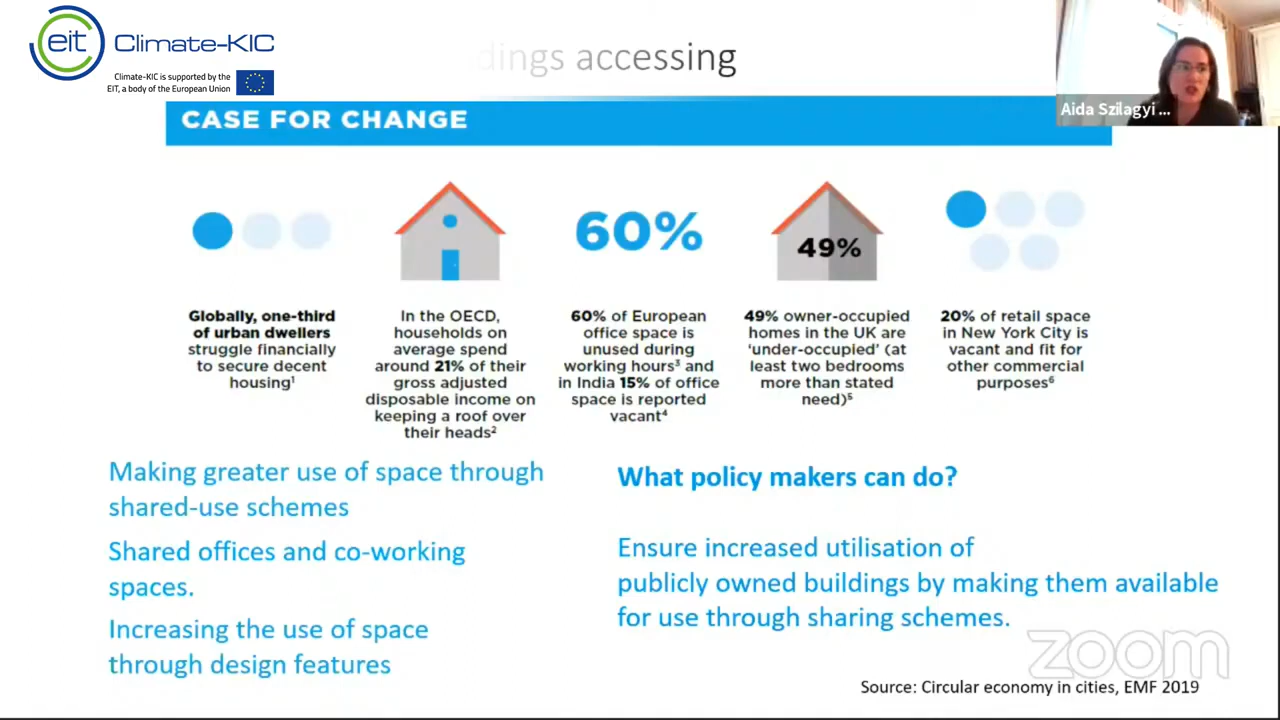 eit Climate-KIC
Climate-KIC is supported by the
EIT, a body of the European Union
accessing
Aida Szilagyi ...
CASE FOR CHANGE
60%
49%
Globally, one-third
of urban dwellers
struggle financially
to secure decent
housing¹
In the OECD,
households on
average spend
around 21% of their
gross adjusted
disposable income on
keeping a roof over
their heads²
60% of European
office space is
unused during
working hours³ and
in India 15% of office
space is reported
vacant⁴
49% owner-occupied
homes in the UK are
‘under-occupied’ (at
least two bedrooms
more than stated
need)⁵
20% of retail space
in New York City is
vacant and fit for
other commercial
purposes⁶
Making greater use of space through
shared-use schemes
Shared offices and co-working
spaces.
Increasing the use of space
through design features
What policy makers can do?
Ensure increased utilisation of
publicly owned buildings by making them available
for use through sharing schemes.
zoom
Source: Circular economy in cities, EMF 2019